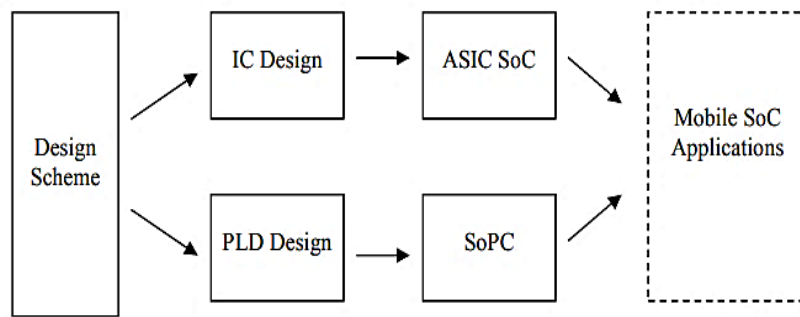 IC Design
ASIC SoC
Design
Scheme
Mobile SoC
Applications
PLD Design
SoPC